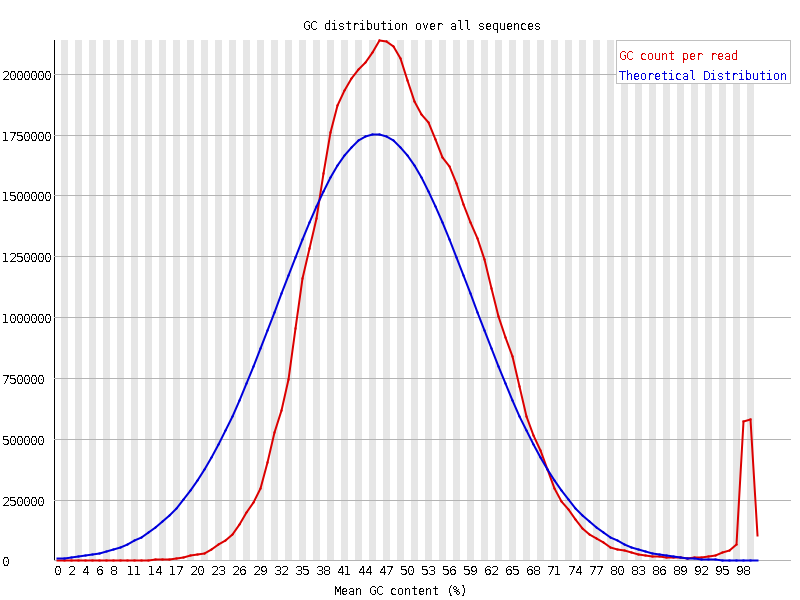 GC distribution over all sequences
GC count per read
Theoretical Distribution
2000000
1750000
1500000
1250000
1000000
750000
500000
250000
0
0 2 4 6 8 11 14 17 20 23 26 29 32 35 38 41 44 47 50 53 56 59 62 65 68 71 74 77 80 83 86 89 92 95 98
Mean GC content (%)